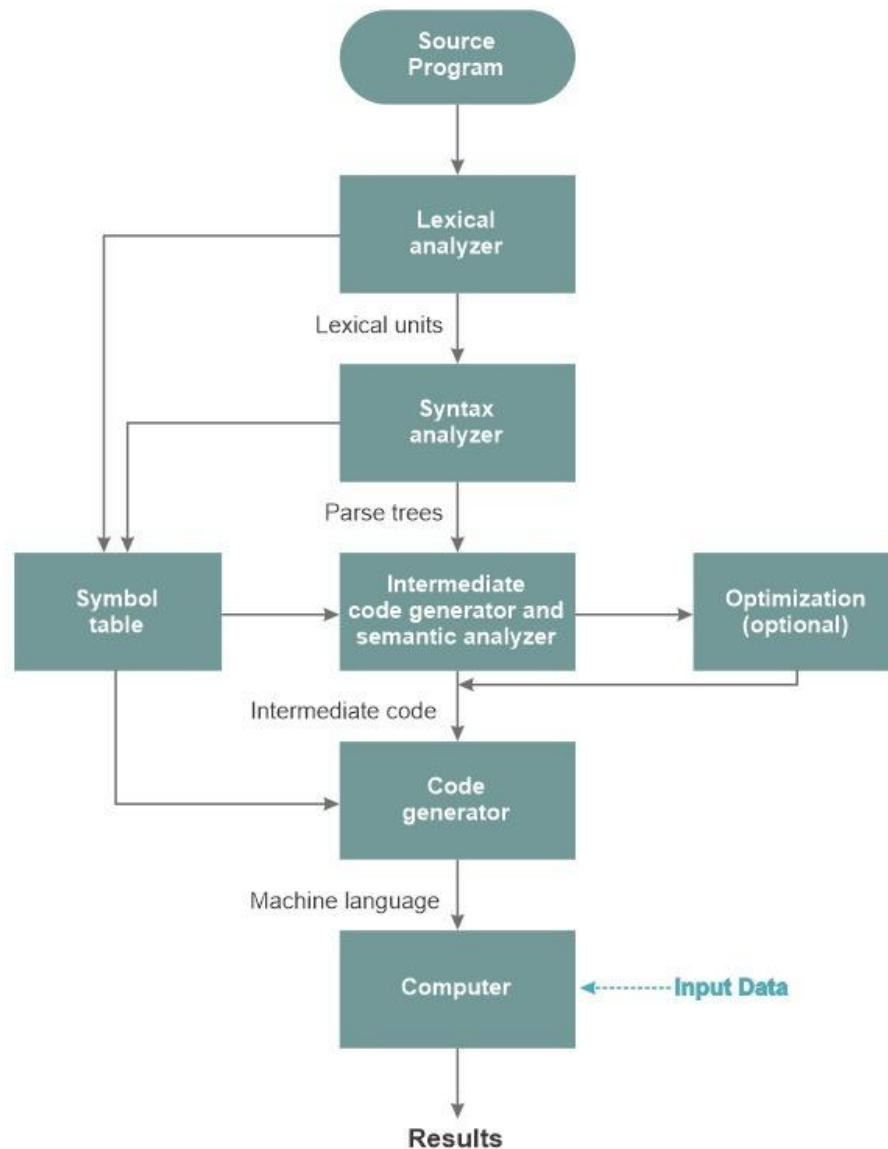 Source
Program
Lexical
analyzer
Lexical units
Syntax
analyzer
Parse trees
Symbol
table
Intermediate
code generator and
semantic analyzer
Optimization
(optional)
Intermediate code
Code
generator
Machine language
Computer
Input Data
Results